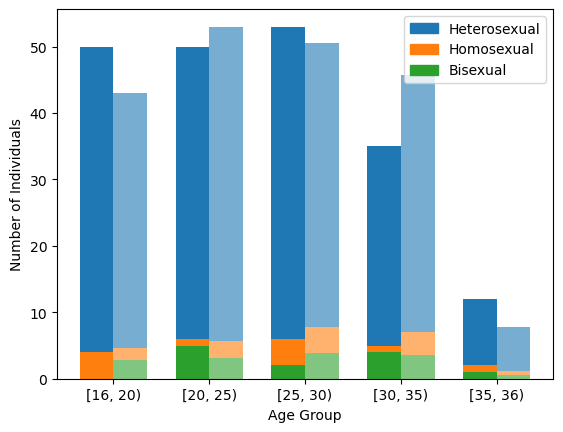 Heterosexual
Homosexual
Bisexual
Number of Individuals
50
40
30
20
10
0
[16, 20)
[20, 25)
[25, 30)
[30, 35)
[35, 36)
Age Group